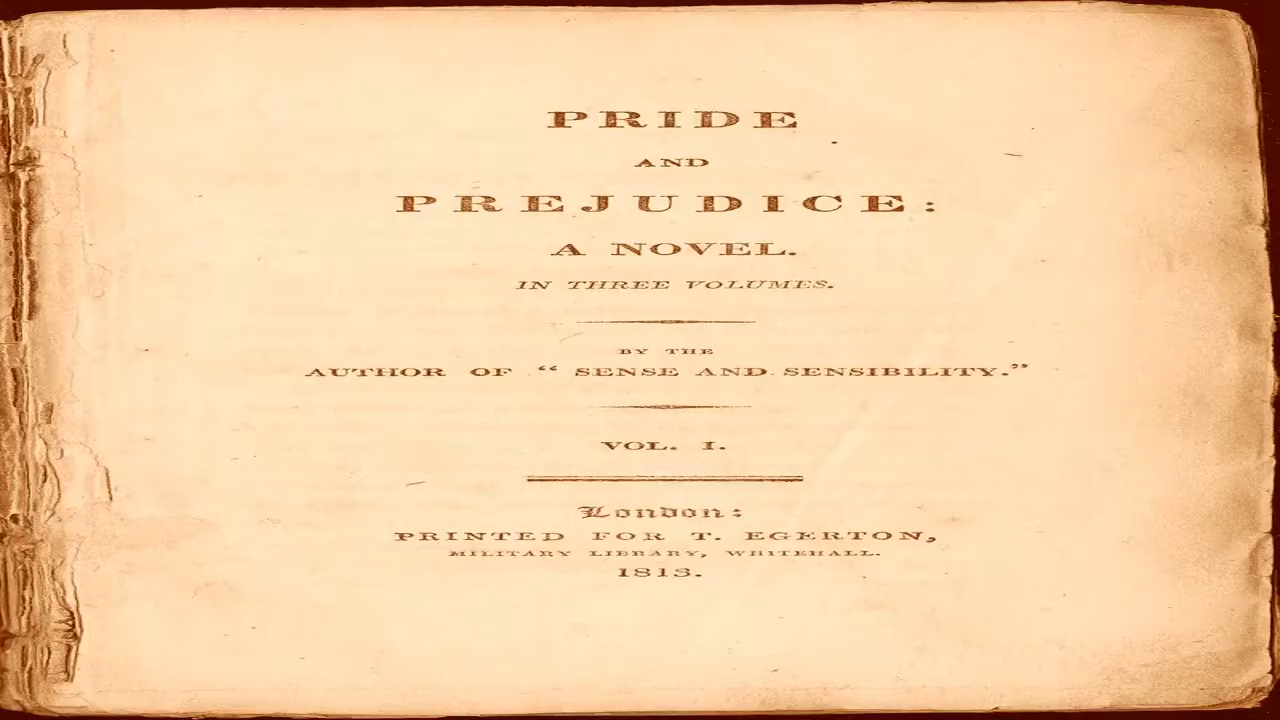 PRIDE
AND
PREJUDICE:
A NOVEL.
IN THREE VOLUMES.
BY THE
AUTHOR OF “ SENSE AND SENSIBILITY.”
VOL. I.
London:
PRINTED FOR T. EGERTON,
MILITARY LIBRARY, WHITEHALL.
1813.